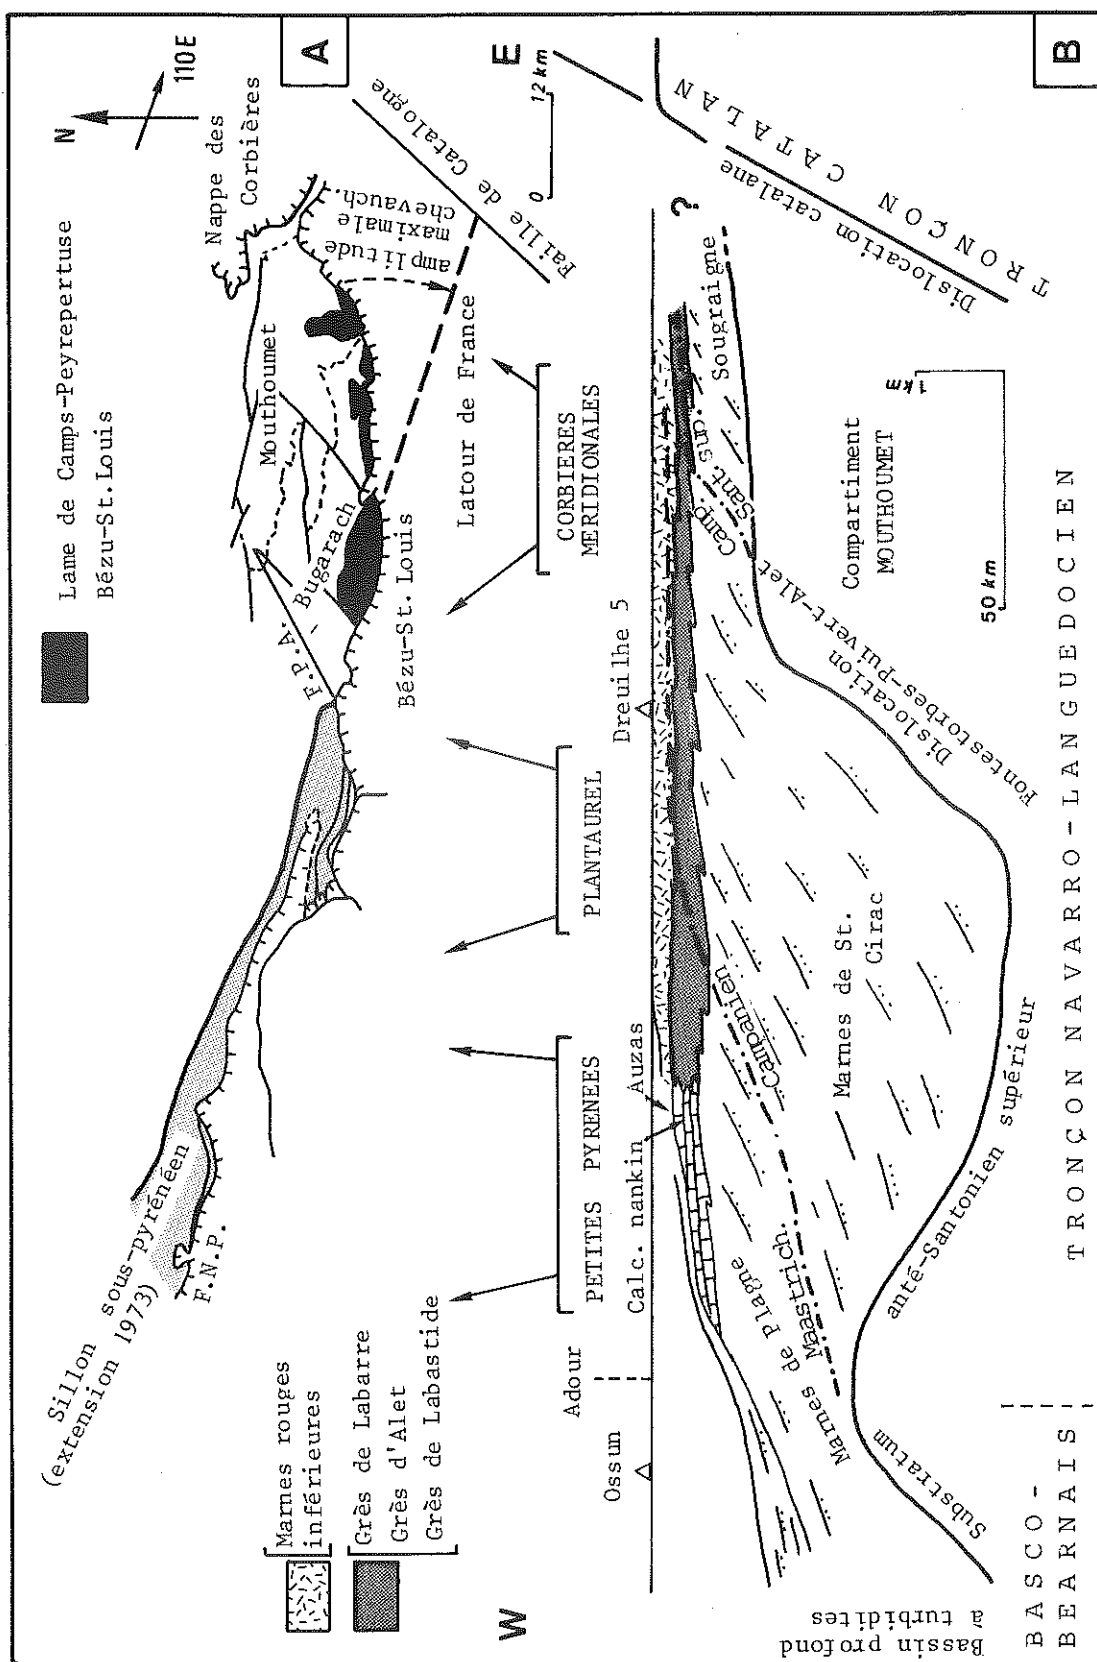 A
N
110E
Nappe des
Corbières
Lame de Camps-Peyrepertuse
Bézu-St.Louis
Mouthoumet
amplitude
maximale
chevauch.
Faille de Catalogne
F.P.A.
Bugarach
Bézu-St.Louis
Latour de France
Sillon sous-pyrénéen
(extension 1973)
F.N.P.
CORBIERES
MERIDIONALES
PLANTAUREL
PETITES PYRENEES
Marnes rouges
inférieures
Grès de Labarre
Grès d'Alet
Grès de Labastide
W
E
0
12 km
B
Ossun
Adour
Calc. nankin
Auzas
Dreuilhe 5
?
Sougraigne
Camp.
Sant. sup.
Campanien
Maastrich.
Marnes de Plagne
Marnes de St.
Cirac
Compartiment
MOUTHOUMET
1 km
50 km
Dislocation
Fontestorbes-Puivert-Alet
Dislocation catalane
TRONÇON CATALAN
Substratum
anté-Santonien supérieur
Bassin profond
à turbidites
BASCO-
BEARNAIS
TRONÇON NAVARRO-LANGUEDOCIEN